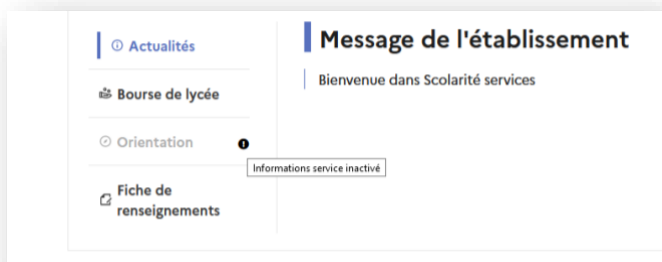 Actualités
Bourse de lycée
Orientation
Informations service inactivé
Fiche de
renseignements
Message de l'établissement
Bienvenue dans Scolarité services